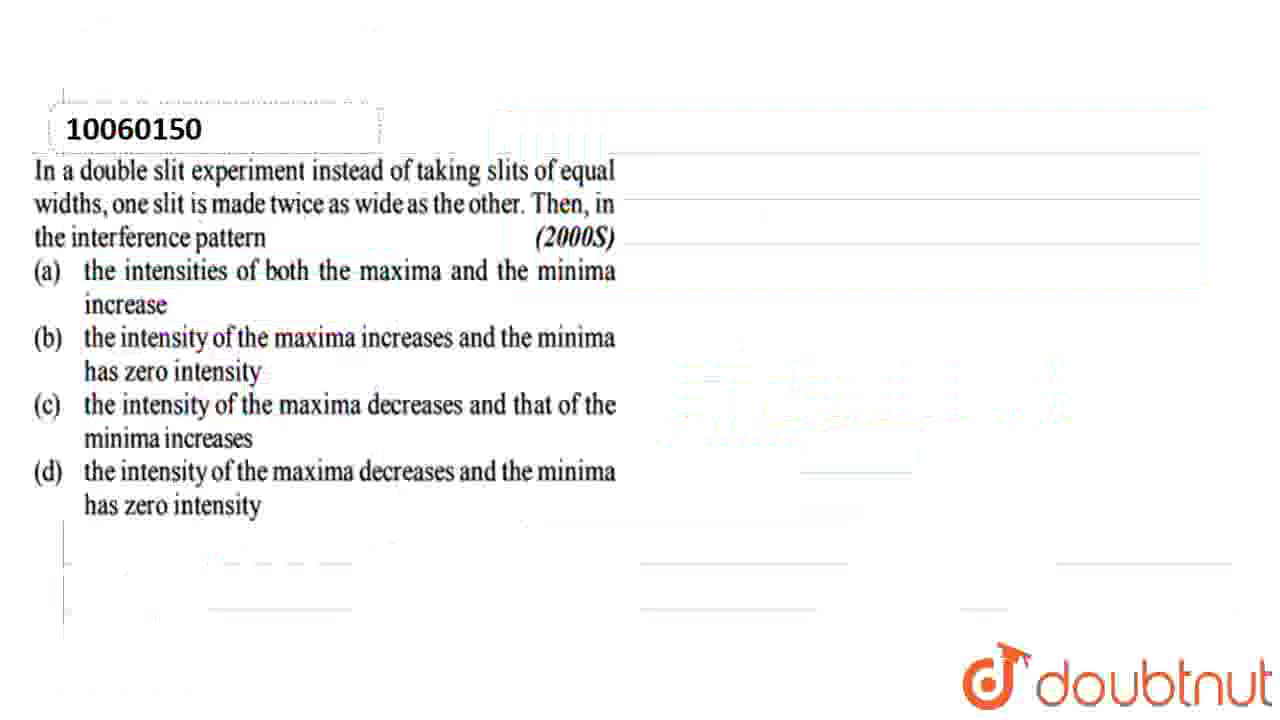 10060150
In a double slit experiment instead of taking slits of equal
widths, one slit is made twice as wide as the other. Then, in
the interference pattern (2000S)
(a) the intensities of both the maxima and the minima
increase
(b) the intensity of the maxima increases and the minima
has zero intensity
(c) the intensity of the maxima decreases and that of the
minima increases
(d) the intensity of the maxima decreases and the minima
has zero intensity
doubtnut